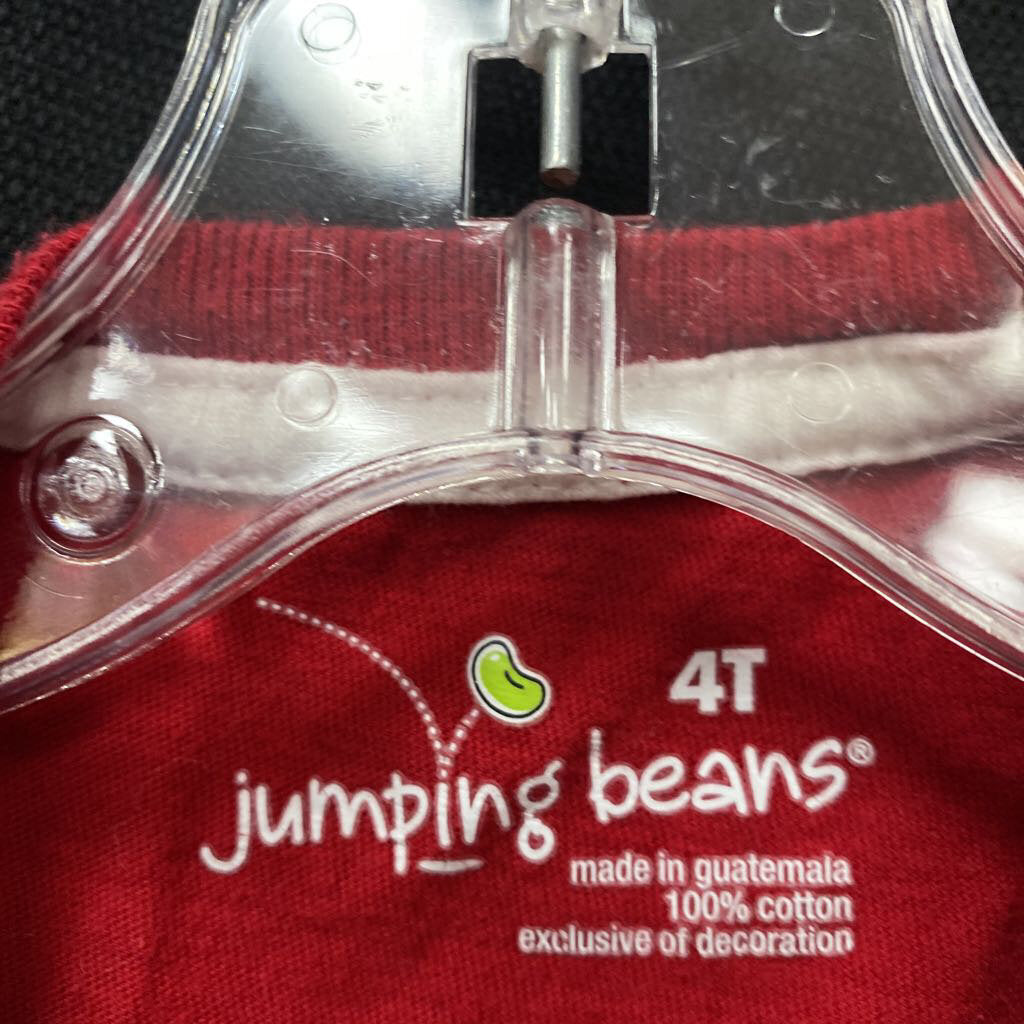 4T
jumping beans®
made in guatemala
100% cotton
exclusive of decoration